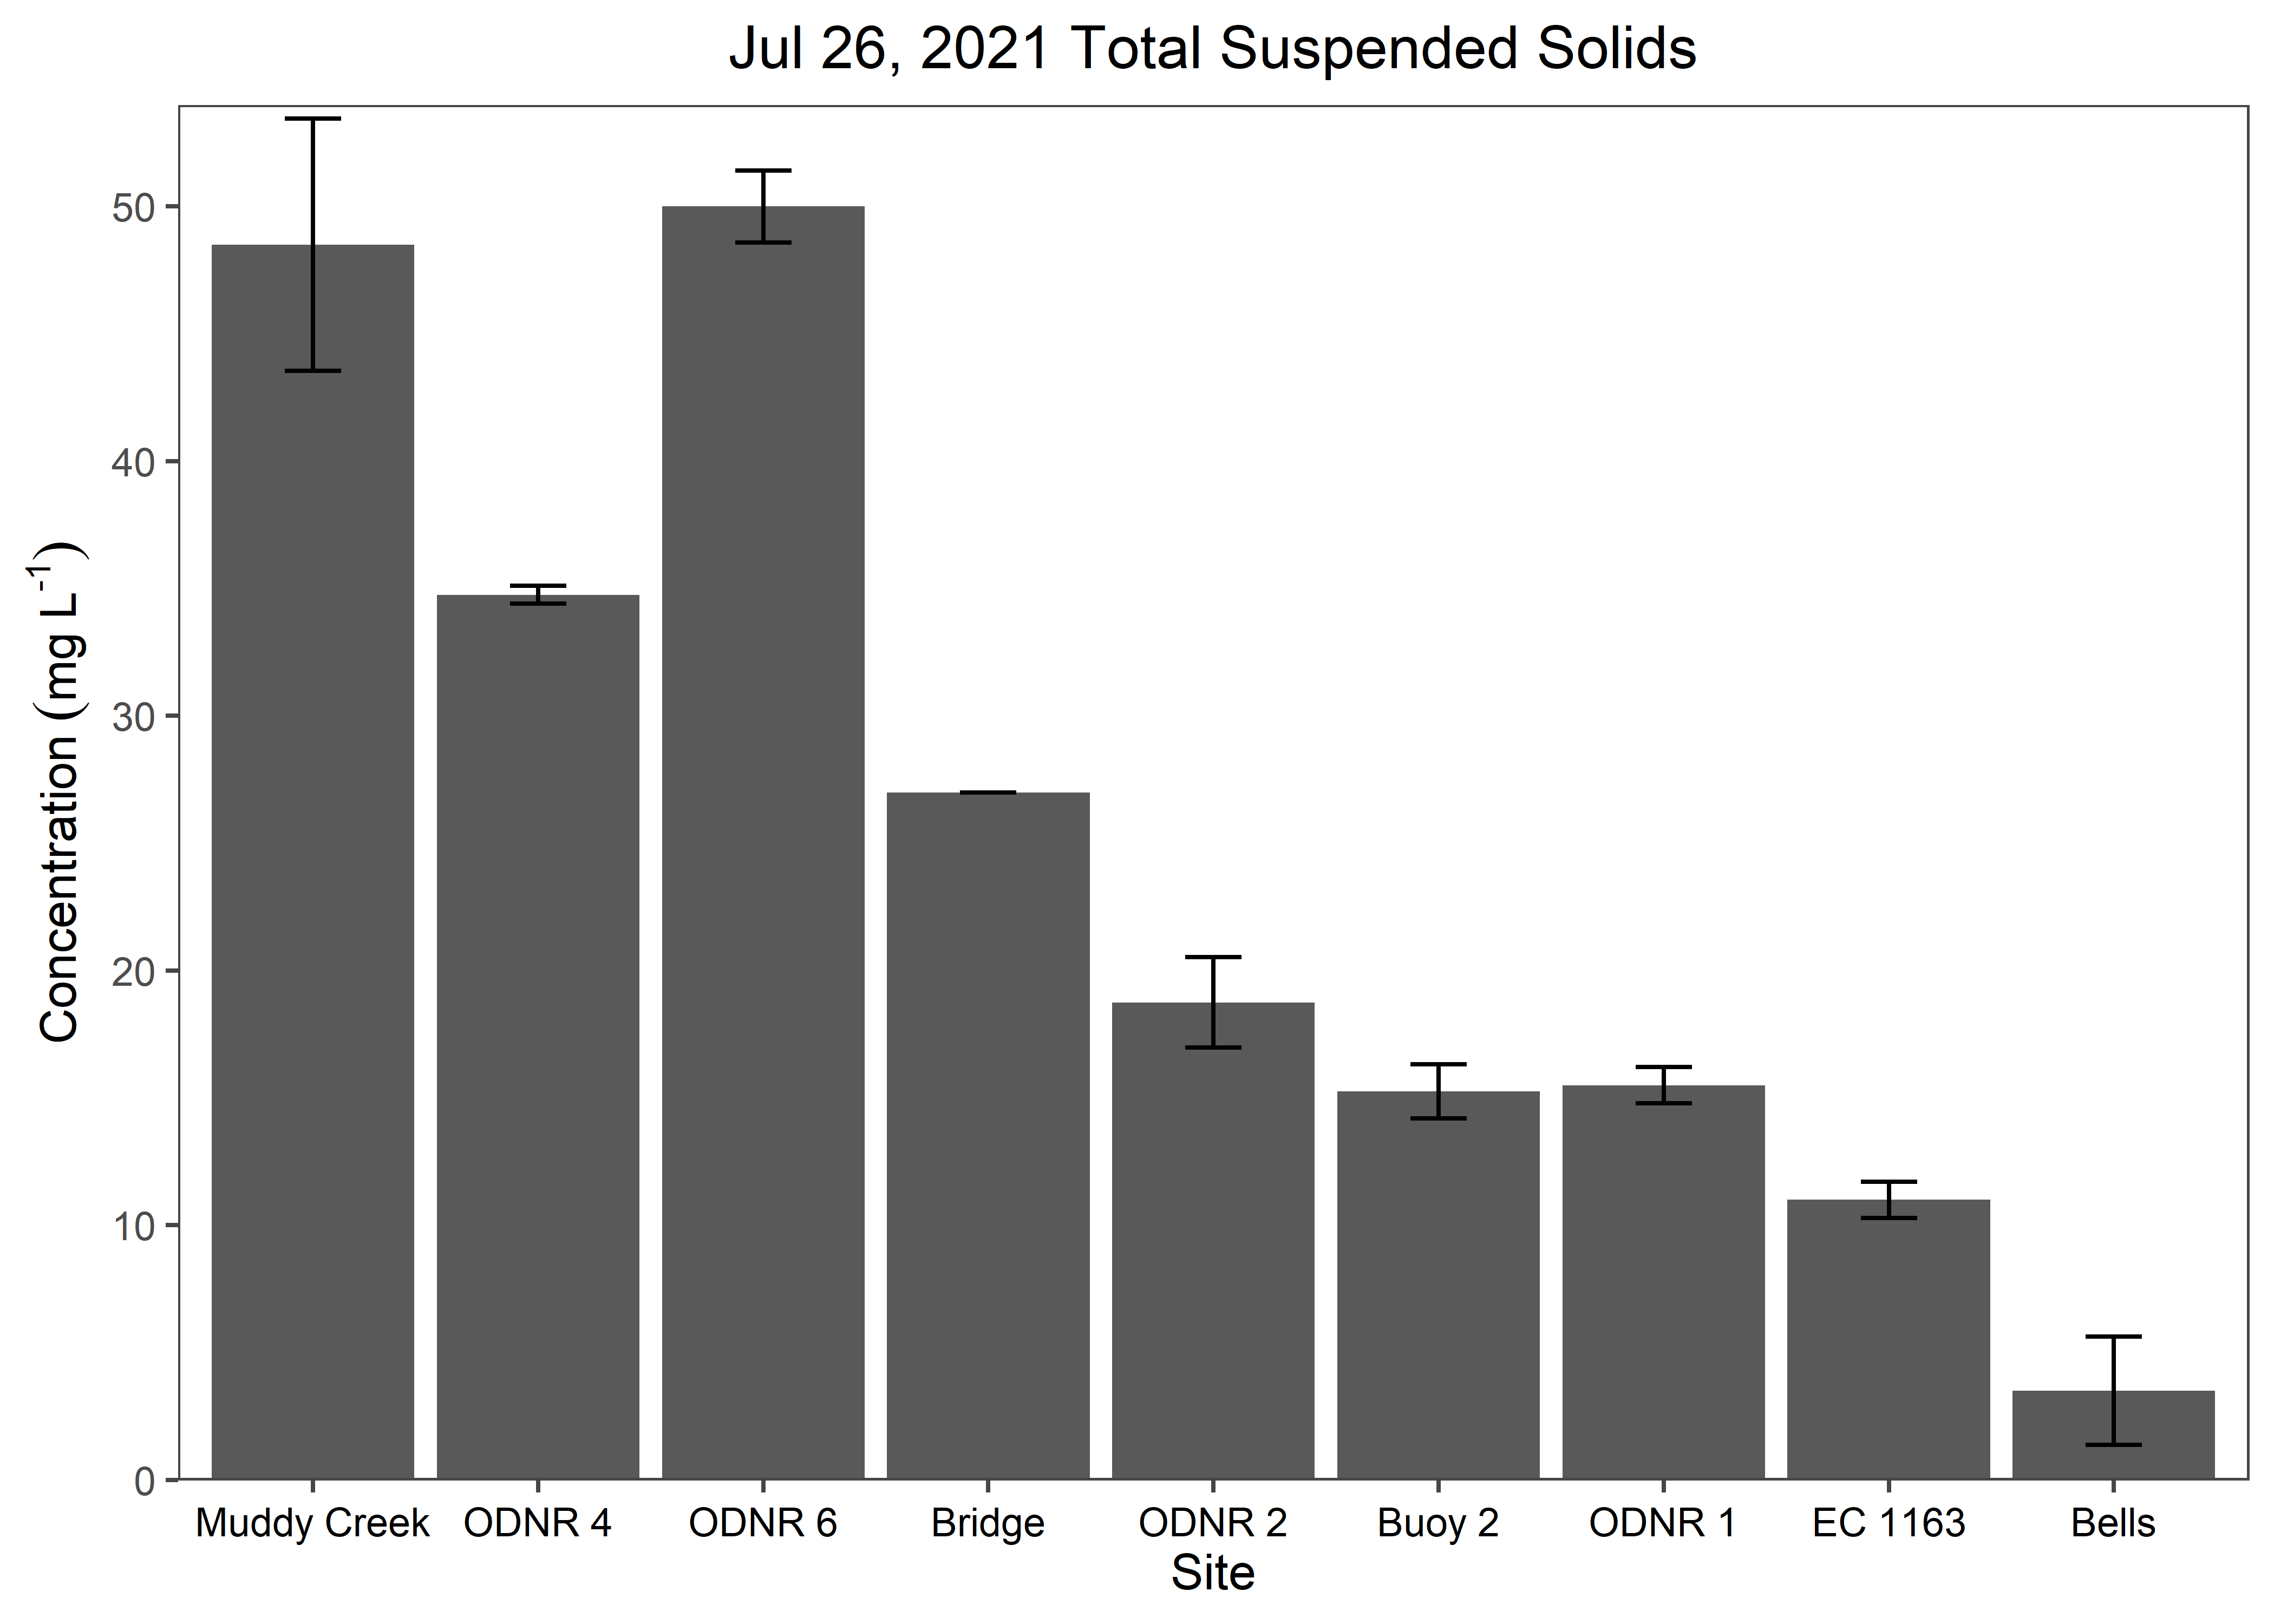 Jul 26, 2021 Total Suspended Solids
Concentration (mg L⁻¹)
50
40
30
20
10
0
Muddy Creek ODNR 4 ODNR 6 Bridge ODNR 2 Buoy 2 ODNR 1 EC 1163 Bells
Site